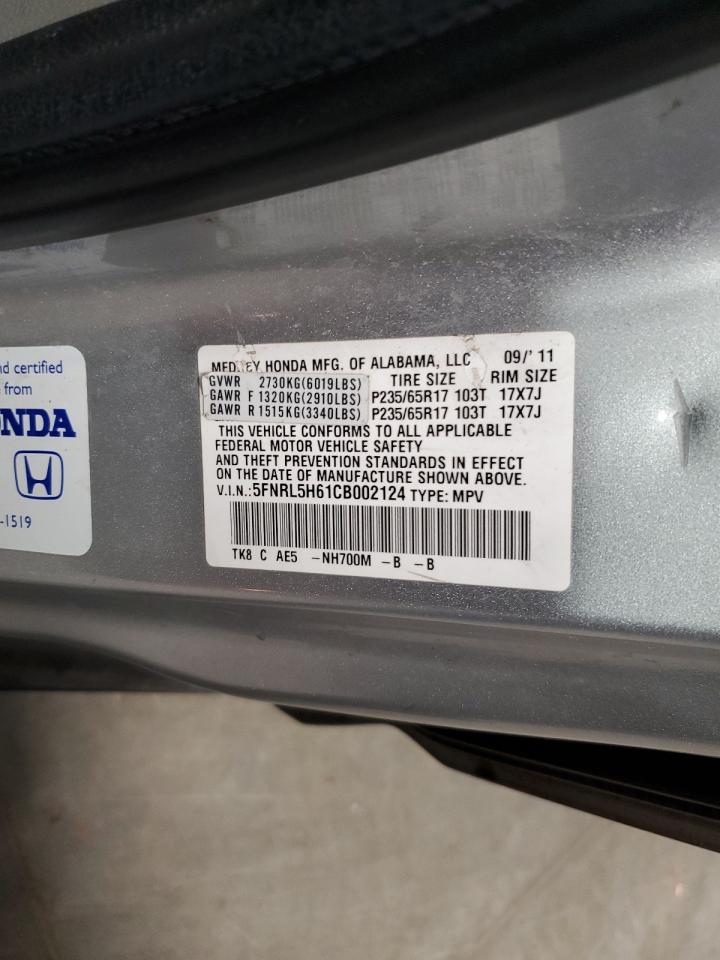 nd certified
from
NDA
-1519
MFD BY HONDA MFG. OF ALABAMA, LLC 09/' 11
GVWR 2730KG(6019LBS) TIRE SIZE RIM SIZE
GAWR F 1320KG(2910LBS) P235/65R17 103T 17X7J
GAWR R 1515KG(3340LBS) P235/65R17 103T 17X7J
THIS VEHICLE CONFORMS TO ALL APPLICABLE
FEDERAL MOTOR VEHICLE SAFETY
AND THEFT PREVENTION STANDARDS IN EFFECT
ON THE DATE OF MANUFACTURE SHOWN ABOVE.
V.I.N.: 5FNRL5H61CB002124 TYPE: MPV
TK8 C AE5 -NH700M -B -B